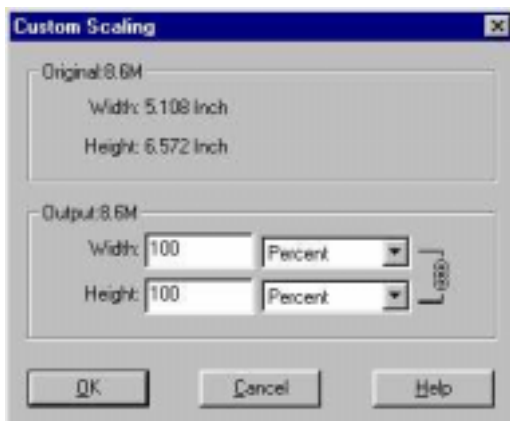 Custom Scaling
Original:8.6M
Width: 5.108 Inch
Height: 6.572 Inch
Output:8.6M
Width: 100 Percent
Height: 100 Percent
OK Cancel Help